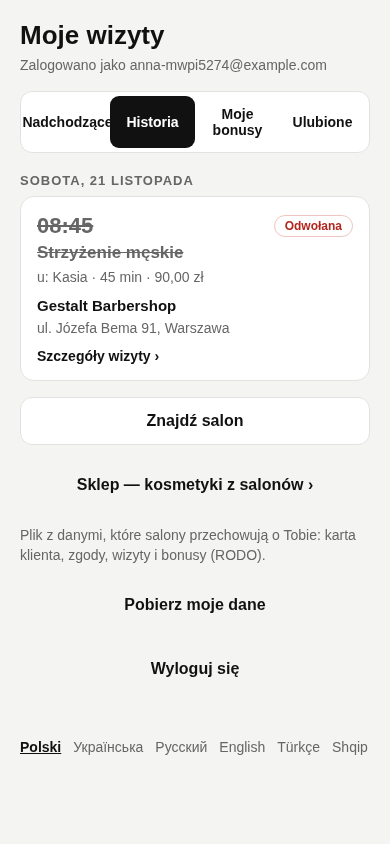 Moje wizyty
Zalogowano jako anna-mwpi5274@example.com
Nadchodzące
Historia
Moje
bonusy
Ulubione
SOBOTA, 21 LISTOPADA
08:45
Odwołana
Strzyżenie męskie
u: Kasia · 45 min · 90,00 zł
Gestalt Barbershop
ul. Józefa Bema 91, Warszawa
Szczegóły wizyty ›
Znajdź salon
Sklep — kosmetyki z salonów ›
Plik z danymi, które salony przechowują o Tobie: karta
klienta, zgody, wizyty i bonusy (RODO).
Pobierz moje dane
Wyloguj się
Polski Українська Русский English Türkçe Shqip